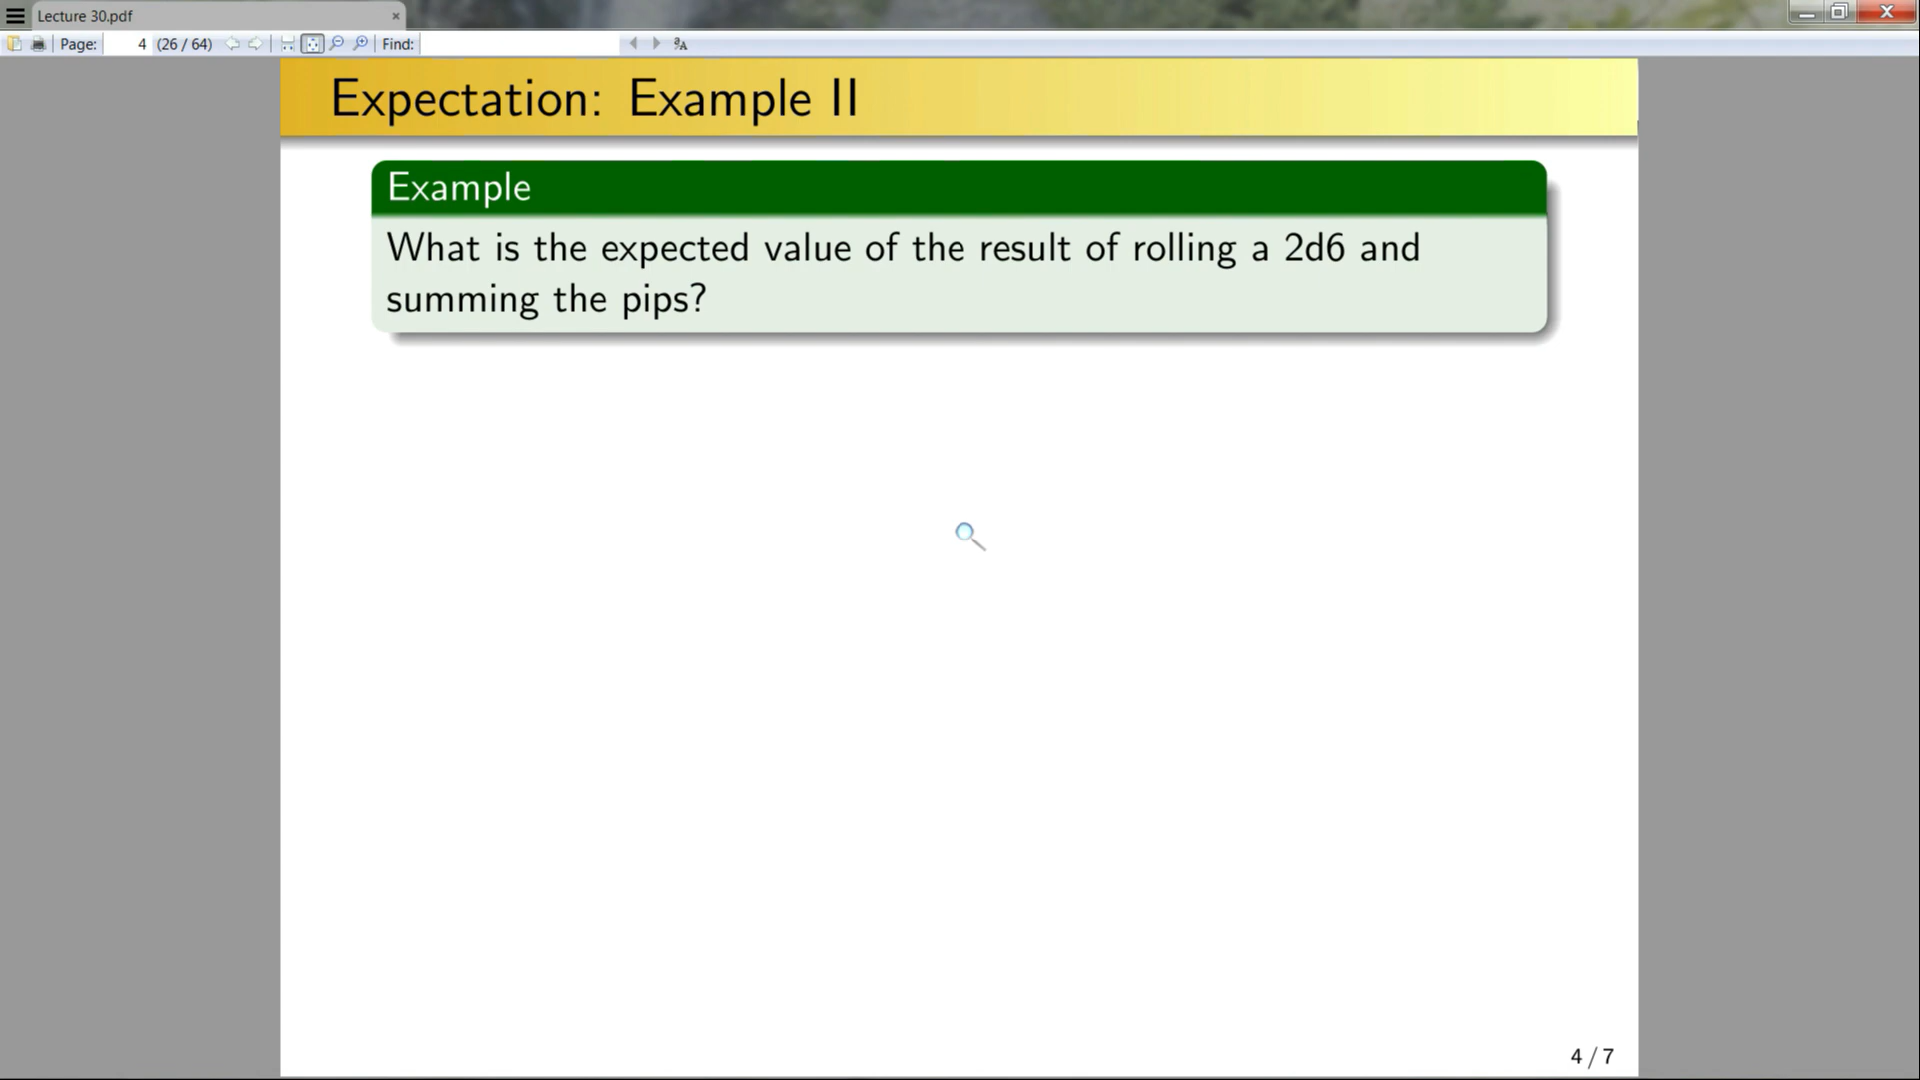 Lecture 30.pdf
Page: 4 (26 / 64) Find:
Expectation: Example II
Example
What is the expected value of the result of rolling a 2d6 and
summing the pips?
4 / 7